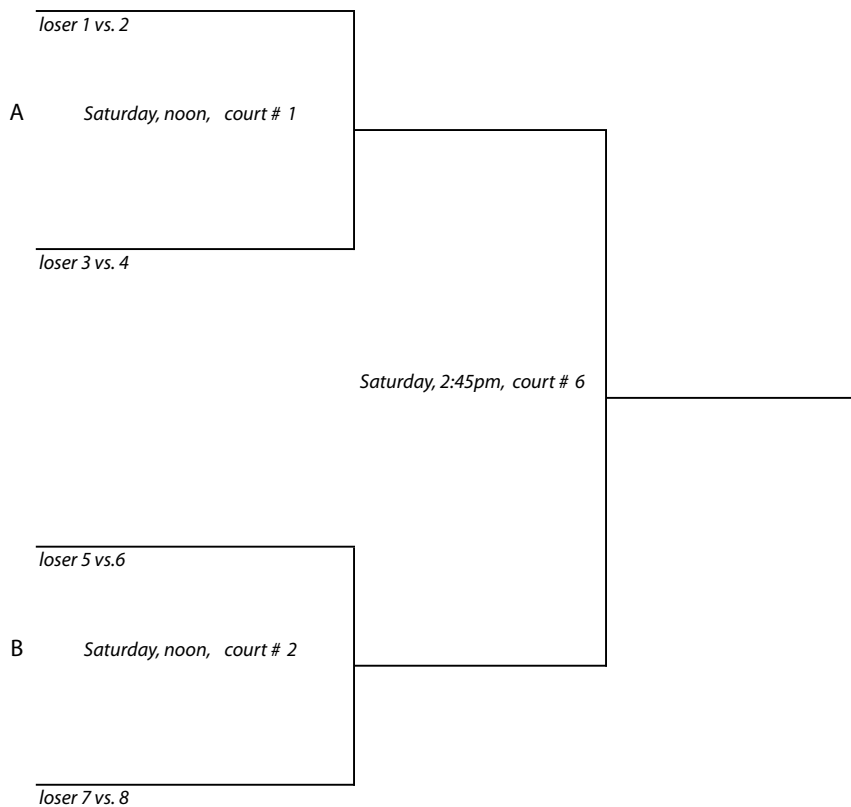 loser 1 vs. 2
A Saturday, noon, court # 1
loser 3 vs. 4
Saturday, 2:45pm, court # 6
loser 5 vs.6
B Saturday, noon, court # 2
loser 7 vs. 8